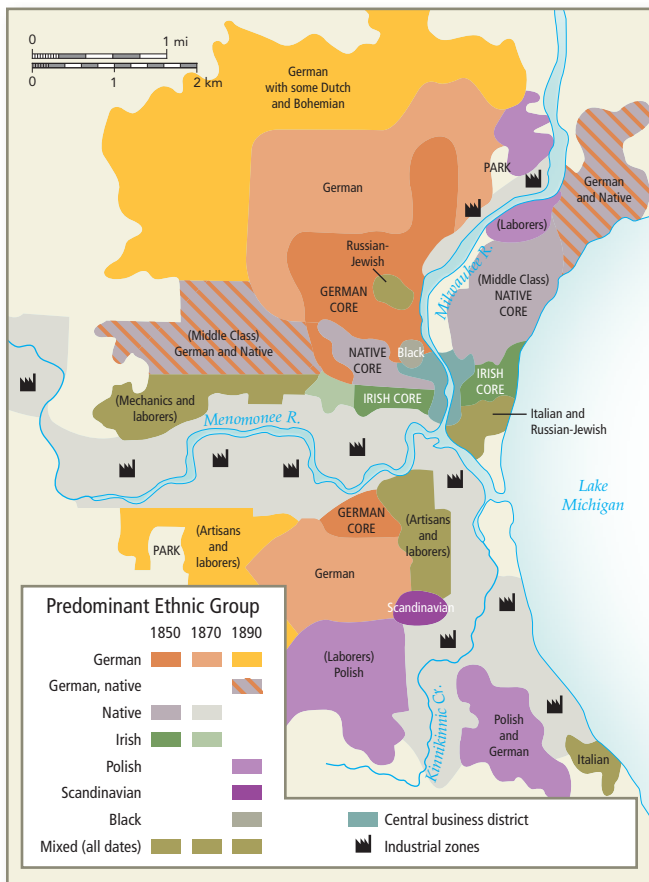 0 1 mi
0 1 2 km
German
with some Dutch
and Bohemian
PARK
German
and Native
German
(Laborers)
Russian-
Jewish
Milwaukee R.
(Middle Class)
NATIVE
CORE
GERMAN
CORE
(Middle Class)
German and Native
NATIVE
CORE
Black
IRISH
CORE
(Mechanics and
laborers)
IRISH CORE
Italian and
Russian-Jewish
Menomonee R.
Lake
Michigan
GERMAN
CORE
(Artisans
and
laborers)
(Artisans
and
laborers)
PARK
German
Scandinavian
(Laborers)
Polish
Kinnikinnic Cr.
Polish
and
German
Italian
Predominant Ethnic Group
1850 1870 1890
German
German, native
Native
Irish
Polish
Scandinavian
Black
Mixed (all dates)
Central business district
Industrial zones